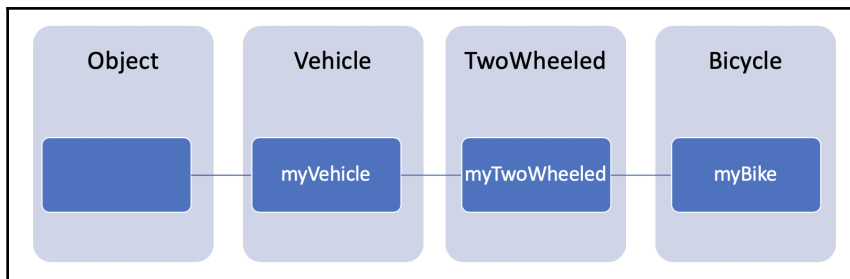 Object
Vehicle
TwoWheeled
Bicycle
myVehicle
myTwoWheeled
myBike